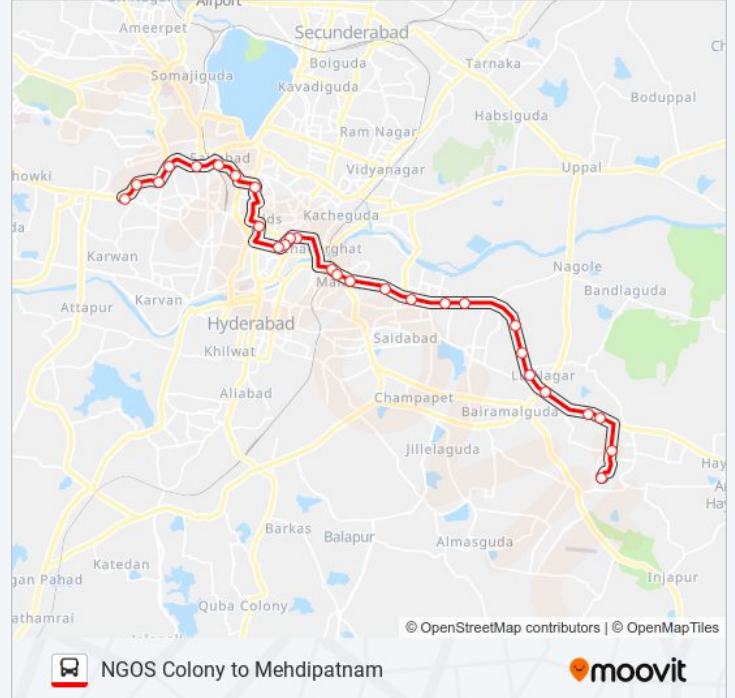 Airport
Ameerpet
Secunderabad
Boiguda
Tarnaka
Somajiguda
Kavadiguda
Boduppal
Habsiguda
Ram Nagar
Vidyanagar
Uppal
Kacheguda
Karwan
Nagole
Bandlaguda
Karvan
Attapur
Hyderabad
Saidabad
Khilwat
Aliabad
Champapet
Bairamalguda
Jillelaguda
Barkas
Balapur
Almasguda
Katedan
Injapur
Quba Colony
© OpenStreetMap contributors | © OpenMapTiles
NGOS Colony to Mehdipatnam
moovit